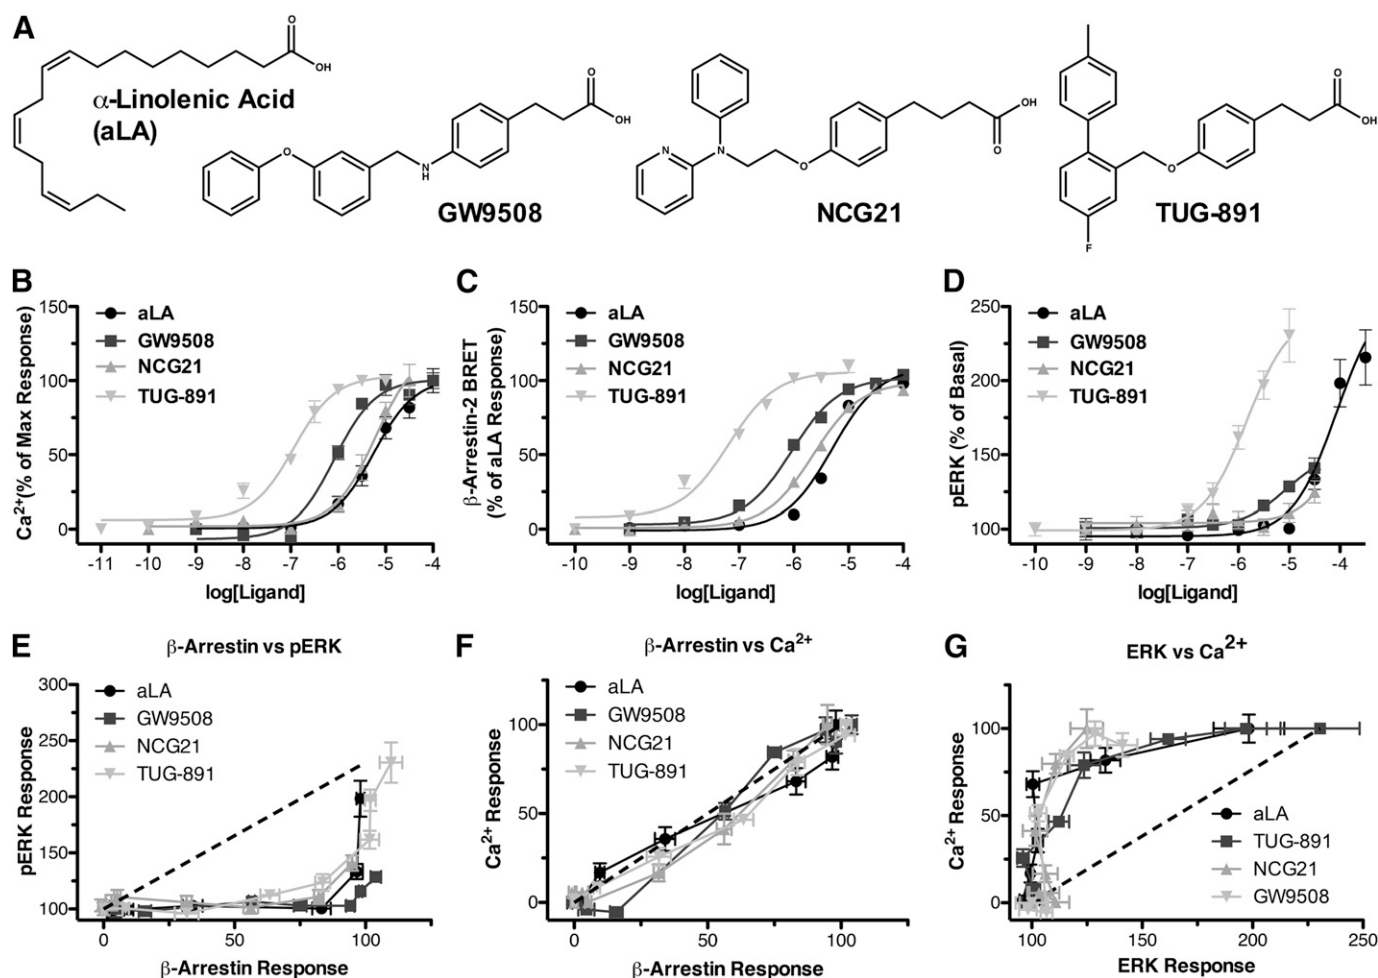 A
O
OH
α-Linolenic Acid
(aLA)
O
N
H
O
OH
GW9508
N
N
O
OH
O
NCG21
F
O
O
OH
TUG-891
B
Ca2+(% of Max Response)
150
100
50
0
aLA
GW9508
NCG21
TUG-891
-11 -10 -9 -8 -7 -6 -5 -4
log[Ligand]
C
β-Arrestin-2 BRET
(% of aLA Response)
150
100
50
0
aLA
GW9508
NCG21
TUG-891
-10 -9 -8 -7 -6 -5 -4
log[Ligand]
D
pERK (% of Basal)
250
200
150
100
aLA
GW9508
NCG21
TUG-891
-10 -9 -8 -7 -6 -5 -4
log[Ligand]
E
β-Arrestin vs pERK
pERK Response
300
250
200
150
100
aLA
GW9508
NCG21
TUG-891
0 50 100
β-Arrestin Response
F
β-Arrestin vs Ca2+
Ca2+ Response
100
50
0
aLA
GW9508
NCG21
TUG-891
0 50 100
β-Arrestin Response
G
ERK vs Ca2+
Ca2+ Response
100
50
0
aLA
TUG-891
NCG21
GW9508
100 150 200 250
ERK Response